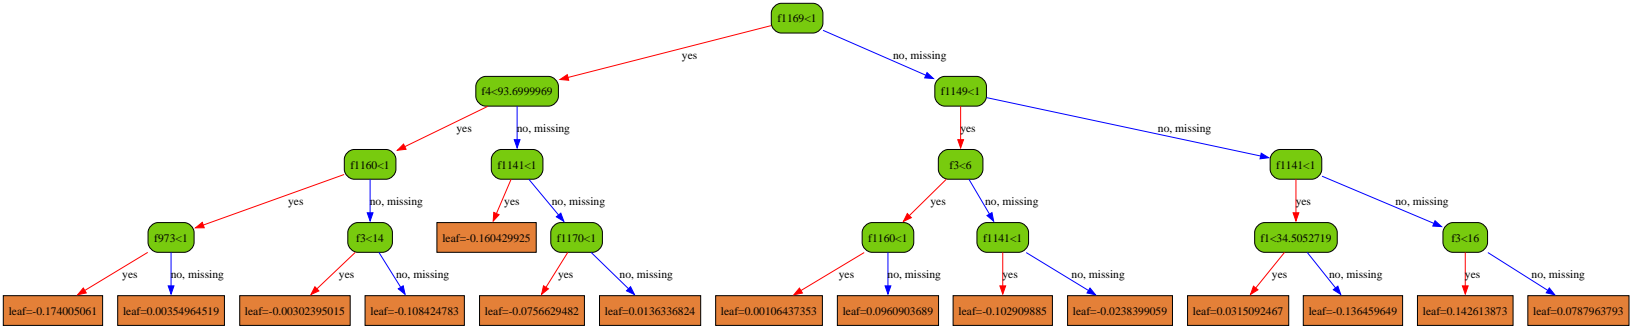 f1169<1
yes
no, missing
f4<93.6999969
f1149<1
yes
no, missing
yes
no, missing
f1160<1
f1141<1
f3<6
f1141<1
yes
no, missing
yes
no, missing
yes
no, missing
yes
no, missing
f973<1
f3<14
leaf=-0.160429925
f1170<1
f1160<1
f1141<1
f1<34.5052719
f3<16
yes
no, missing
yes
no, missing
yes
no, missing
yes
no, missing
yes
no, missing
yes
no, missing
yes
no, missing
leaf=-0.174005061
leaf=0.00354964519
leaf=-0.00302395015
leaf=-0.108424783
leaf=-0.0756629482
leaf=0.0136336824
leaf=0.00106437353
leaf=0.0960903689
leaf=-0.102909885
leaf=-0.0238399059
leaf=0.0315092467
leaf=-0.136459649
leaf=0.142613873
leaf=0.0787963793